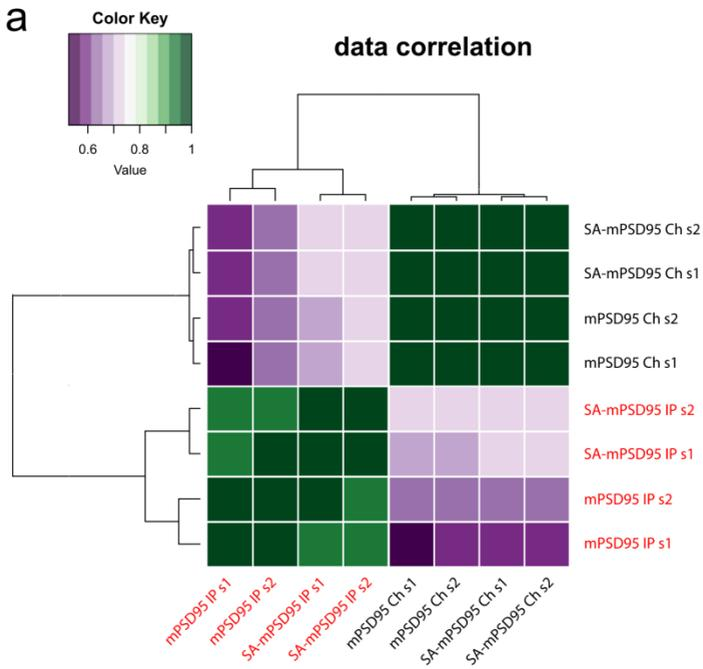 a
Color Key
0.6 0.8 1
Value
data correlation
SA-mPSD95 Ch s2
SA-mPSD95 Ch s1
mPSD95 Ch s2
mPSD95 Ch s1
SA-mPSD95 IP s2
SA-mPSD95 IP s1
mPSD95 IP s2
mPSD95 IP s1
mPSD95 IP s1
mPSD95 IP s2
SA-mPSD95 IP s1
SA-mPSD95 IP s2
mPSD95 Ch s1
mPSD95 Ch s2
SA-mPSD95 Ch s1
SA-mPSD95 Ch s2